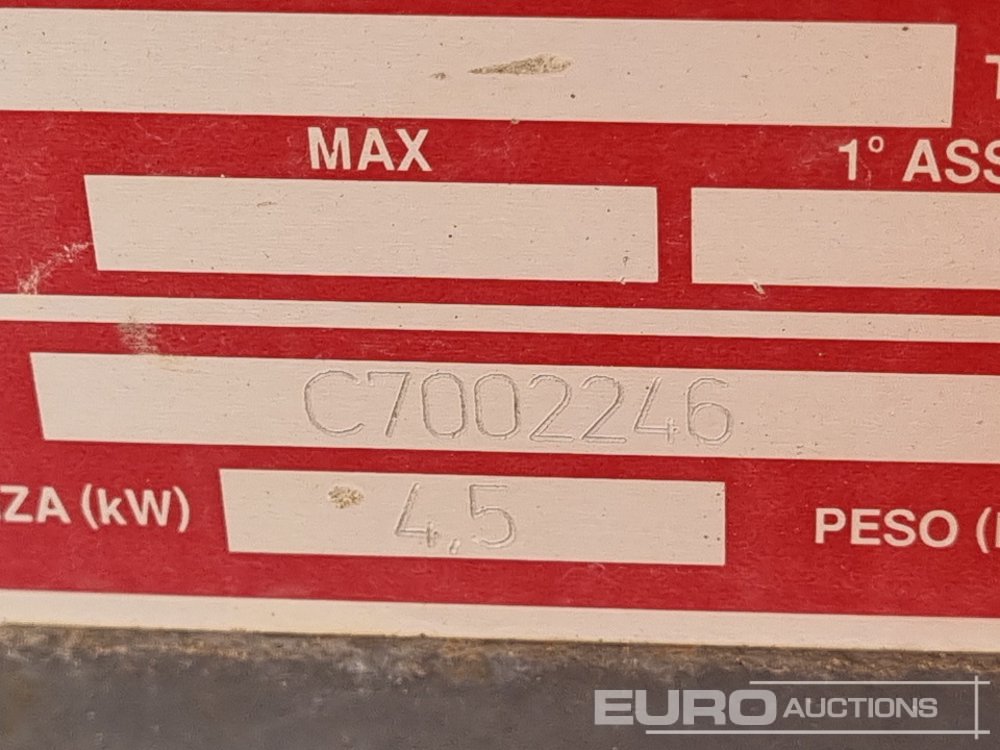 MAX
1° ASS
C7002246
ZA (kW) 4,5 PESO (
EURO AUCTIONS